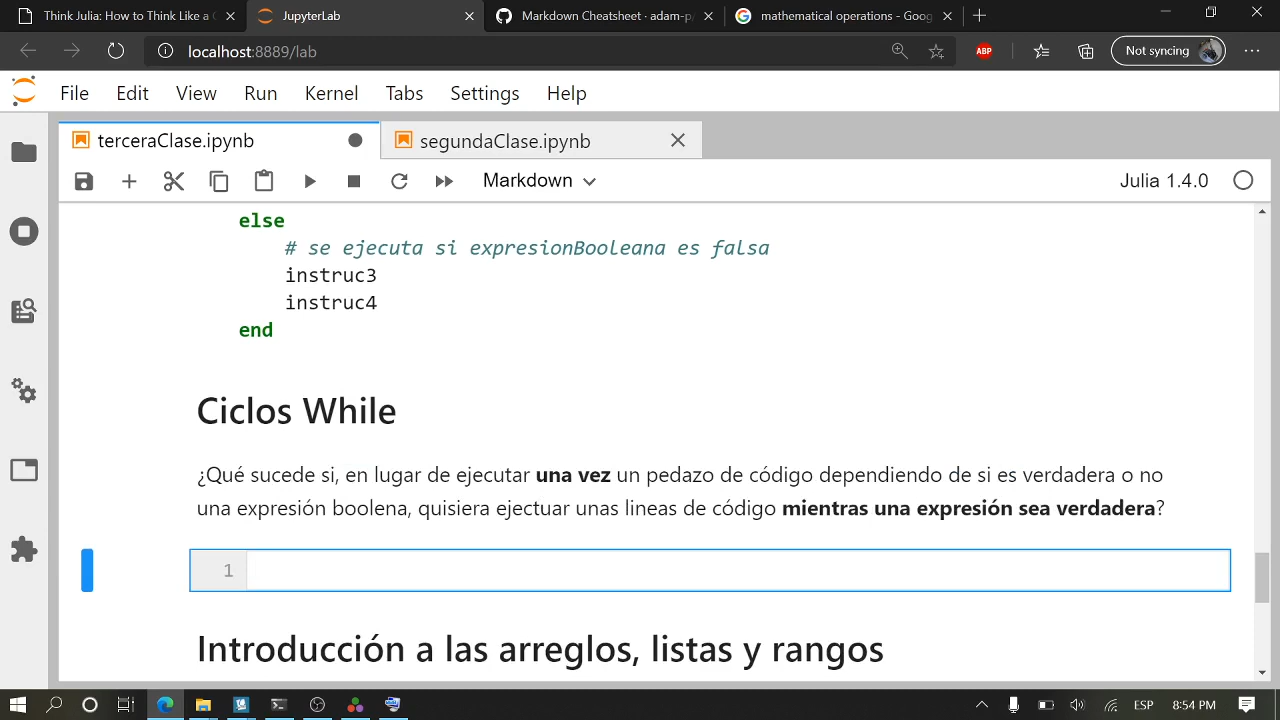 Think Julia: How to Think Like a C
JupyterLab
Markdown Cheatsheet · adam-p
mathematical operations - Goog
localhost:8889/lab
ABP
Not syncing
File Edit View Run Kernel Tabs Settings Help
terceraClase.ipynb
segundaClase.ipynb
Markdown
Julia 1.4.0
else
# se ejecuta si expresionBooleana es falsa
instruc3
instruc4
end
Ciclos While
¿Qué sucede si, en lugar de ejecutar una vez un pedazo de código dependiendo de si es verdadera o no
una expresión boolena, quisiera ejectuar unas lineas de código mientras una expresión sea verdadera?
1
Introducción a las arreglos, listas y rangos
ESP
8:54 PM